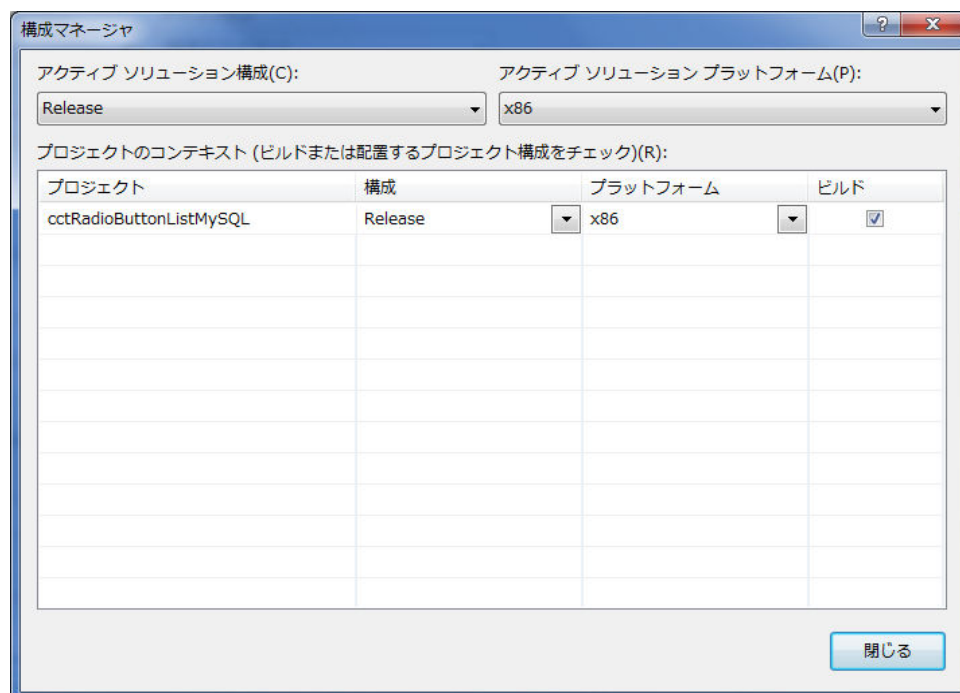 構成マネージャ
アクティブ ソリューション構成(C):
アクティブ ソリューション プラットフォーム(P):
Release
x86
プロジェクトのコンテキスト (ビルドまたは配置するプロジェクト構成をチェック)(R):
プロジェクト 構成 プラットフォーム ビルド
cctRadioButtonListMySQL Release x86
閉じる